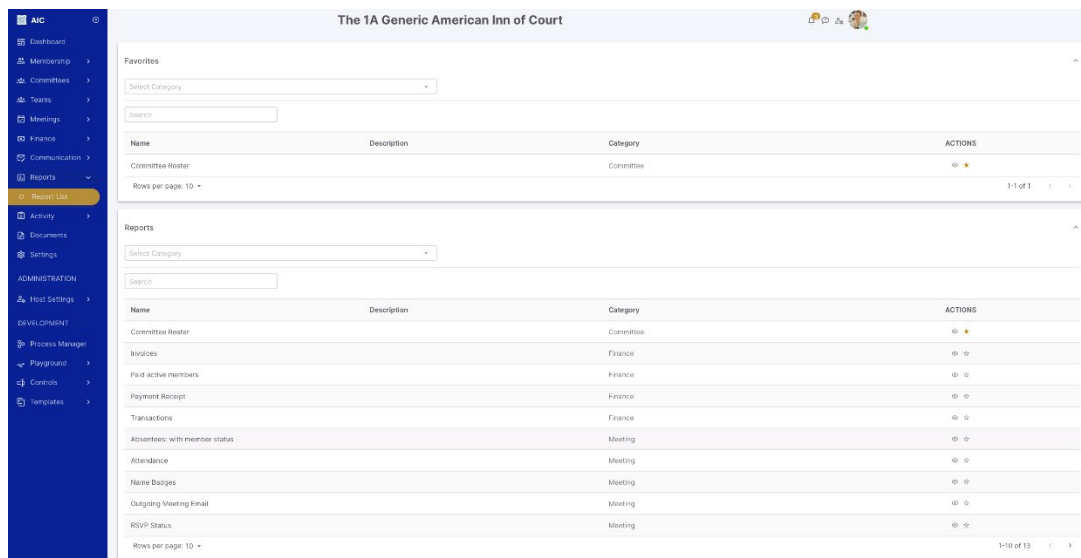 AIC
The 1A Generic American Inn of Court
Dashboard
Membership
Committees
Teams
Meetings
Finance
Communication
Reports
Report List
Activity
Documents
Settings
ADMINISTRATION
Host Settings
DEVELOPMENT
Process Manager
Playground
Controls
Templates
Favorites
Select Category
Search
Name Description Category ACTIONS
Committee Roster Committee
Rows per page: 10 1-1 of 1
Reports
Select Category
Search
Name Description Category ACTIONS
Committee Roster Committee
Invoices Finance
Paid active members Finance
Payment Receipt Finance
Transactions Finance
Absentees: with member status Meeting
Attendance Meeting
Name Badges Meeting
Outgoing Meeting Email Meeting
RSVP Status Meeting
Rows per page: 10 1-10 of 13